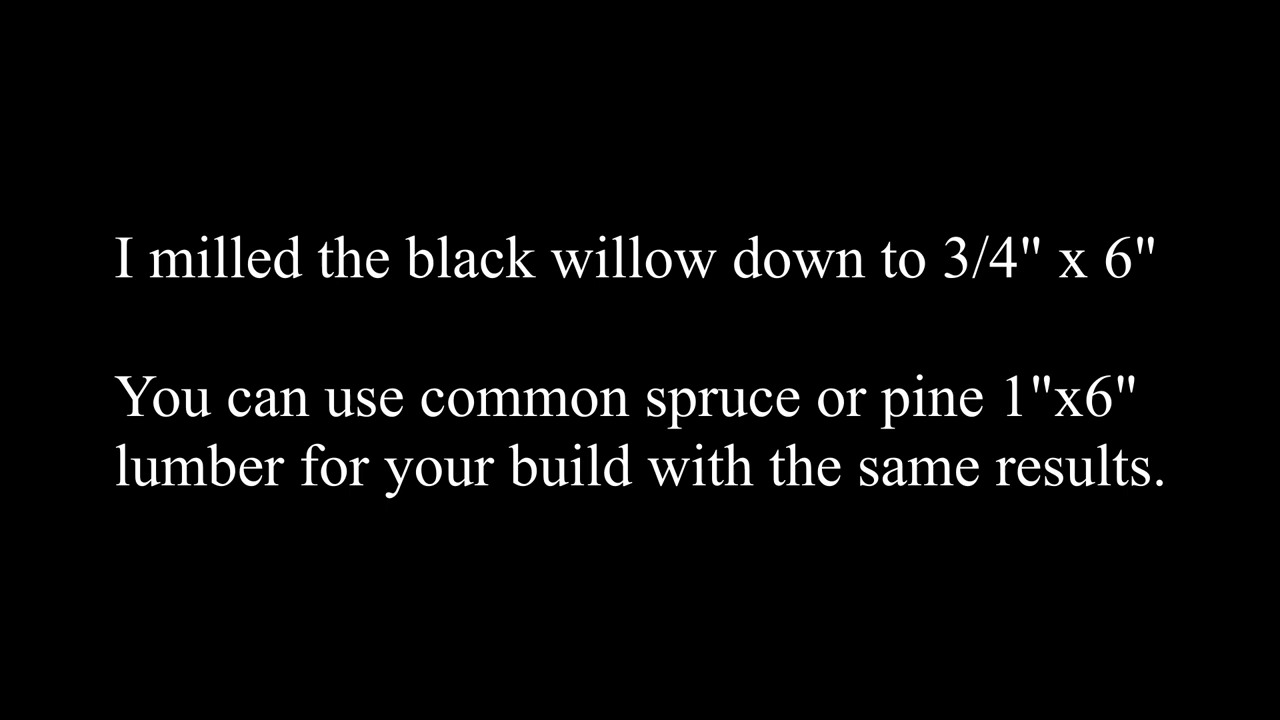 I milled the black willow down to 3/4" x 6"
You can use common spruce or pine 1"x6"
lumber for your build with the same results.